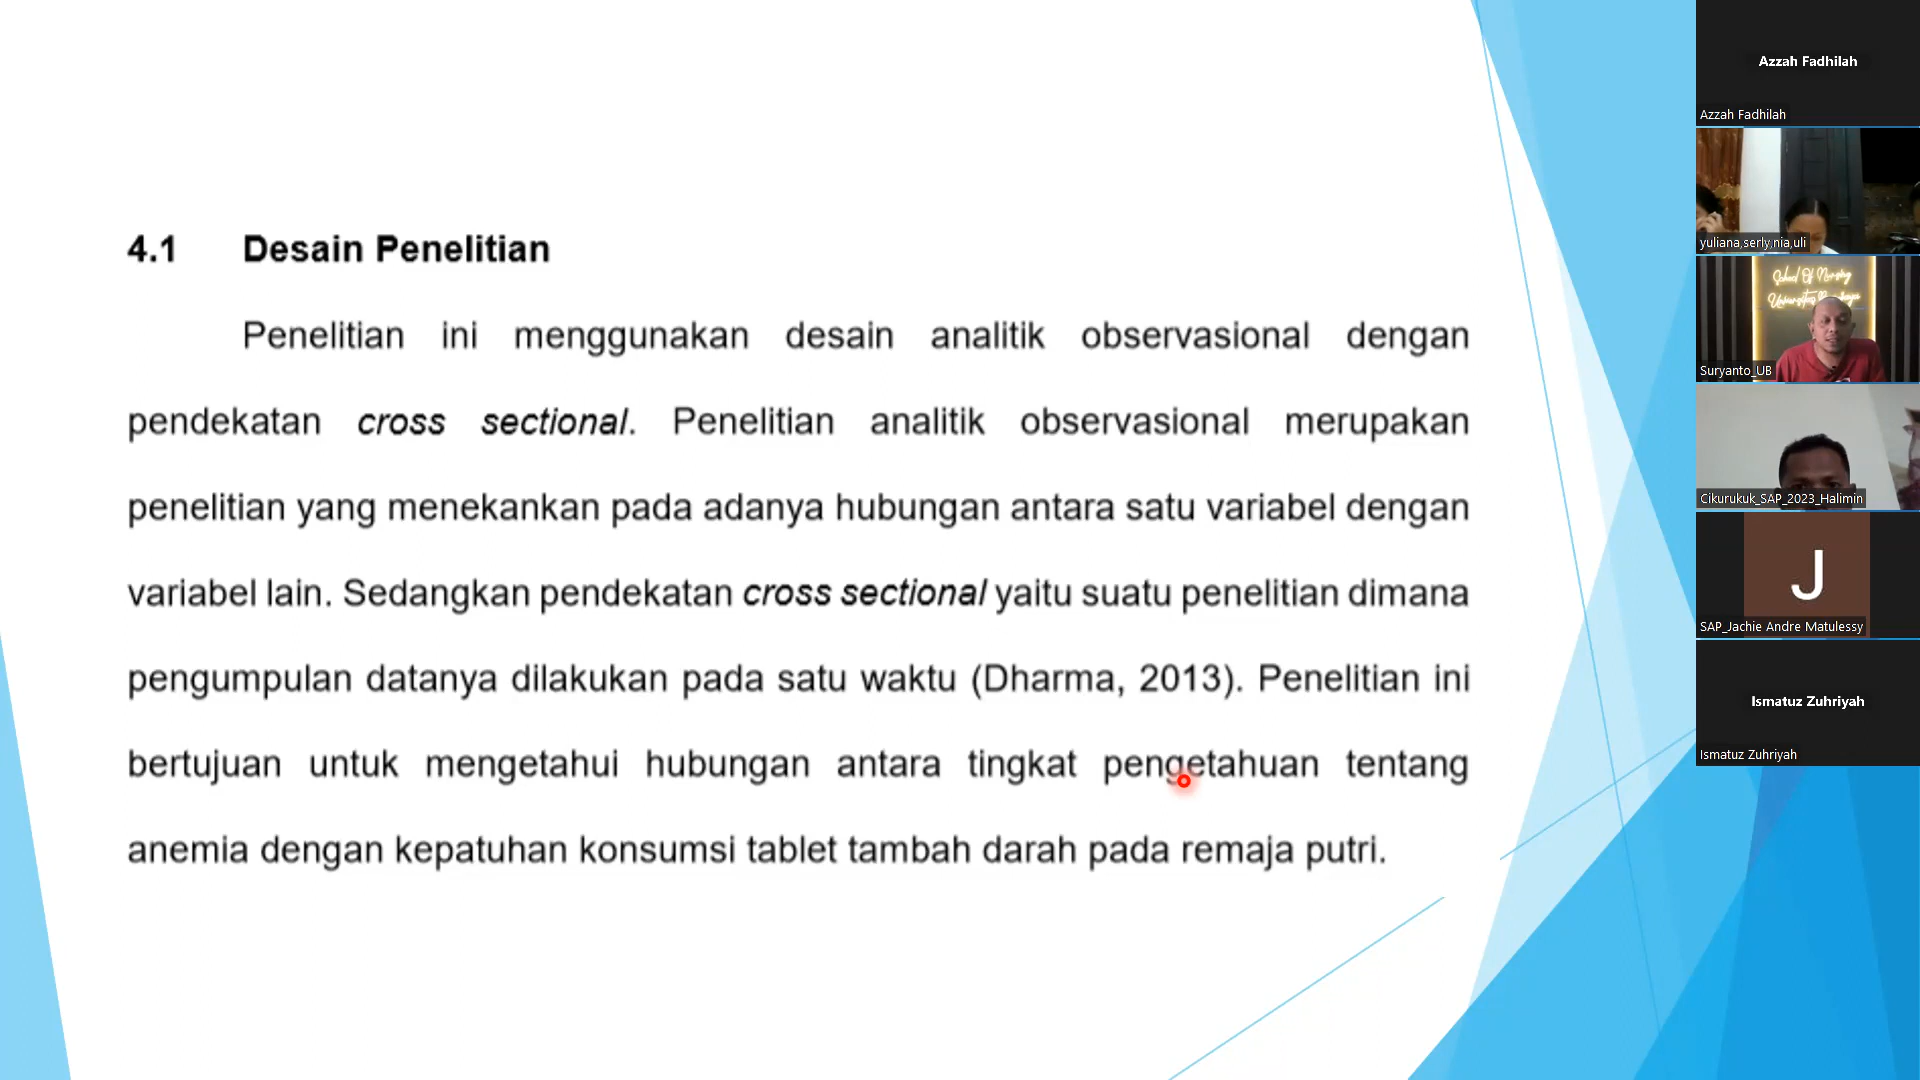 4.1 Desain Penelitian
Penelitian ini menggunakan desain analitik observasional dengan
pendekatan cross sectional. Penelitian analitik observasional merupakan
penelitian yang menekankan pada adanya hubungan antara satu variabel dengan
variabel lain. Sedangkan pendekatan cross sectional yaitu suatu penelitian dimana
pengumpulan datanya dilakukan pada satu waktu (Dharma, 2013). Penelitian ini
bertujuan untuk mengetahui hubungan antara tingkat pengetahuan tentang
anemia dengan kepatuhan konsumsi tablet tambah darah pada remaja putri.
Azzah Fadhilah
Azzah Fadhilah
yuliana,serly,nia,uli
School Of Nursing
Universitas
Suryanto_UB
Cikurukuk_SAP_2023_Halimin
J
SAP_Jachie Andre Matulessy
Ismatuz Zuhriyah
Ismatuz Zuhriyah